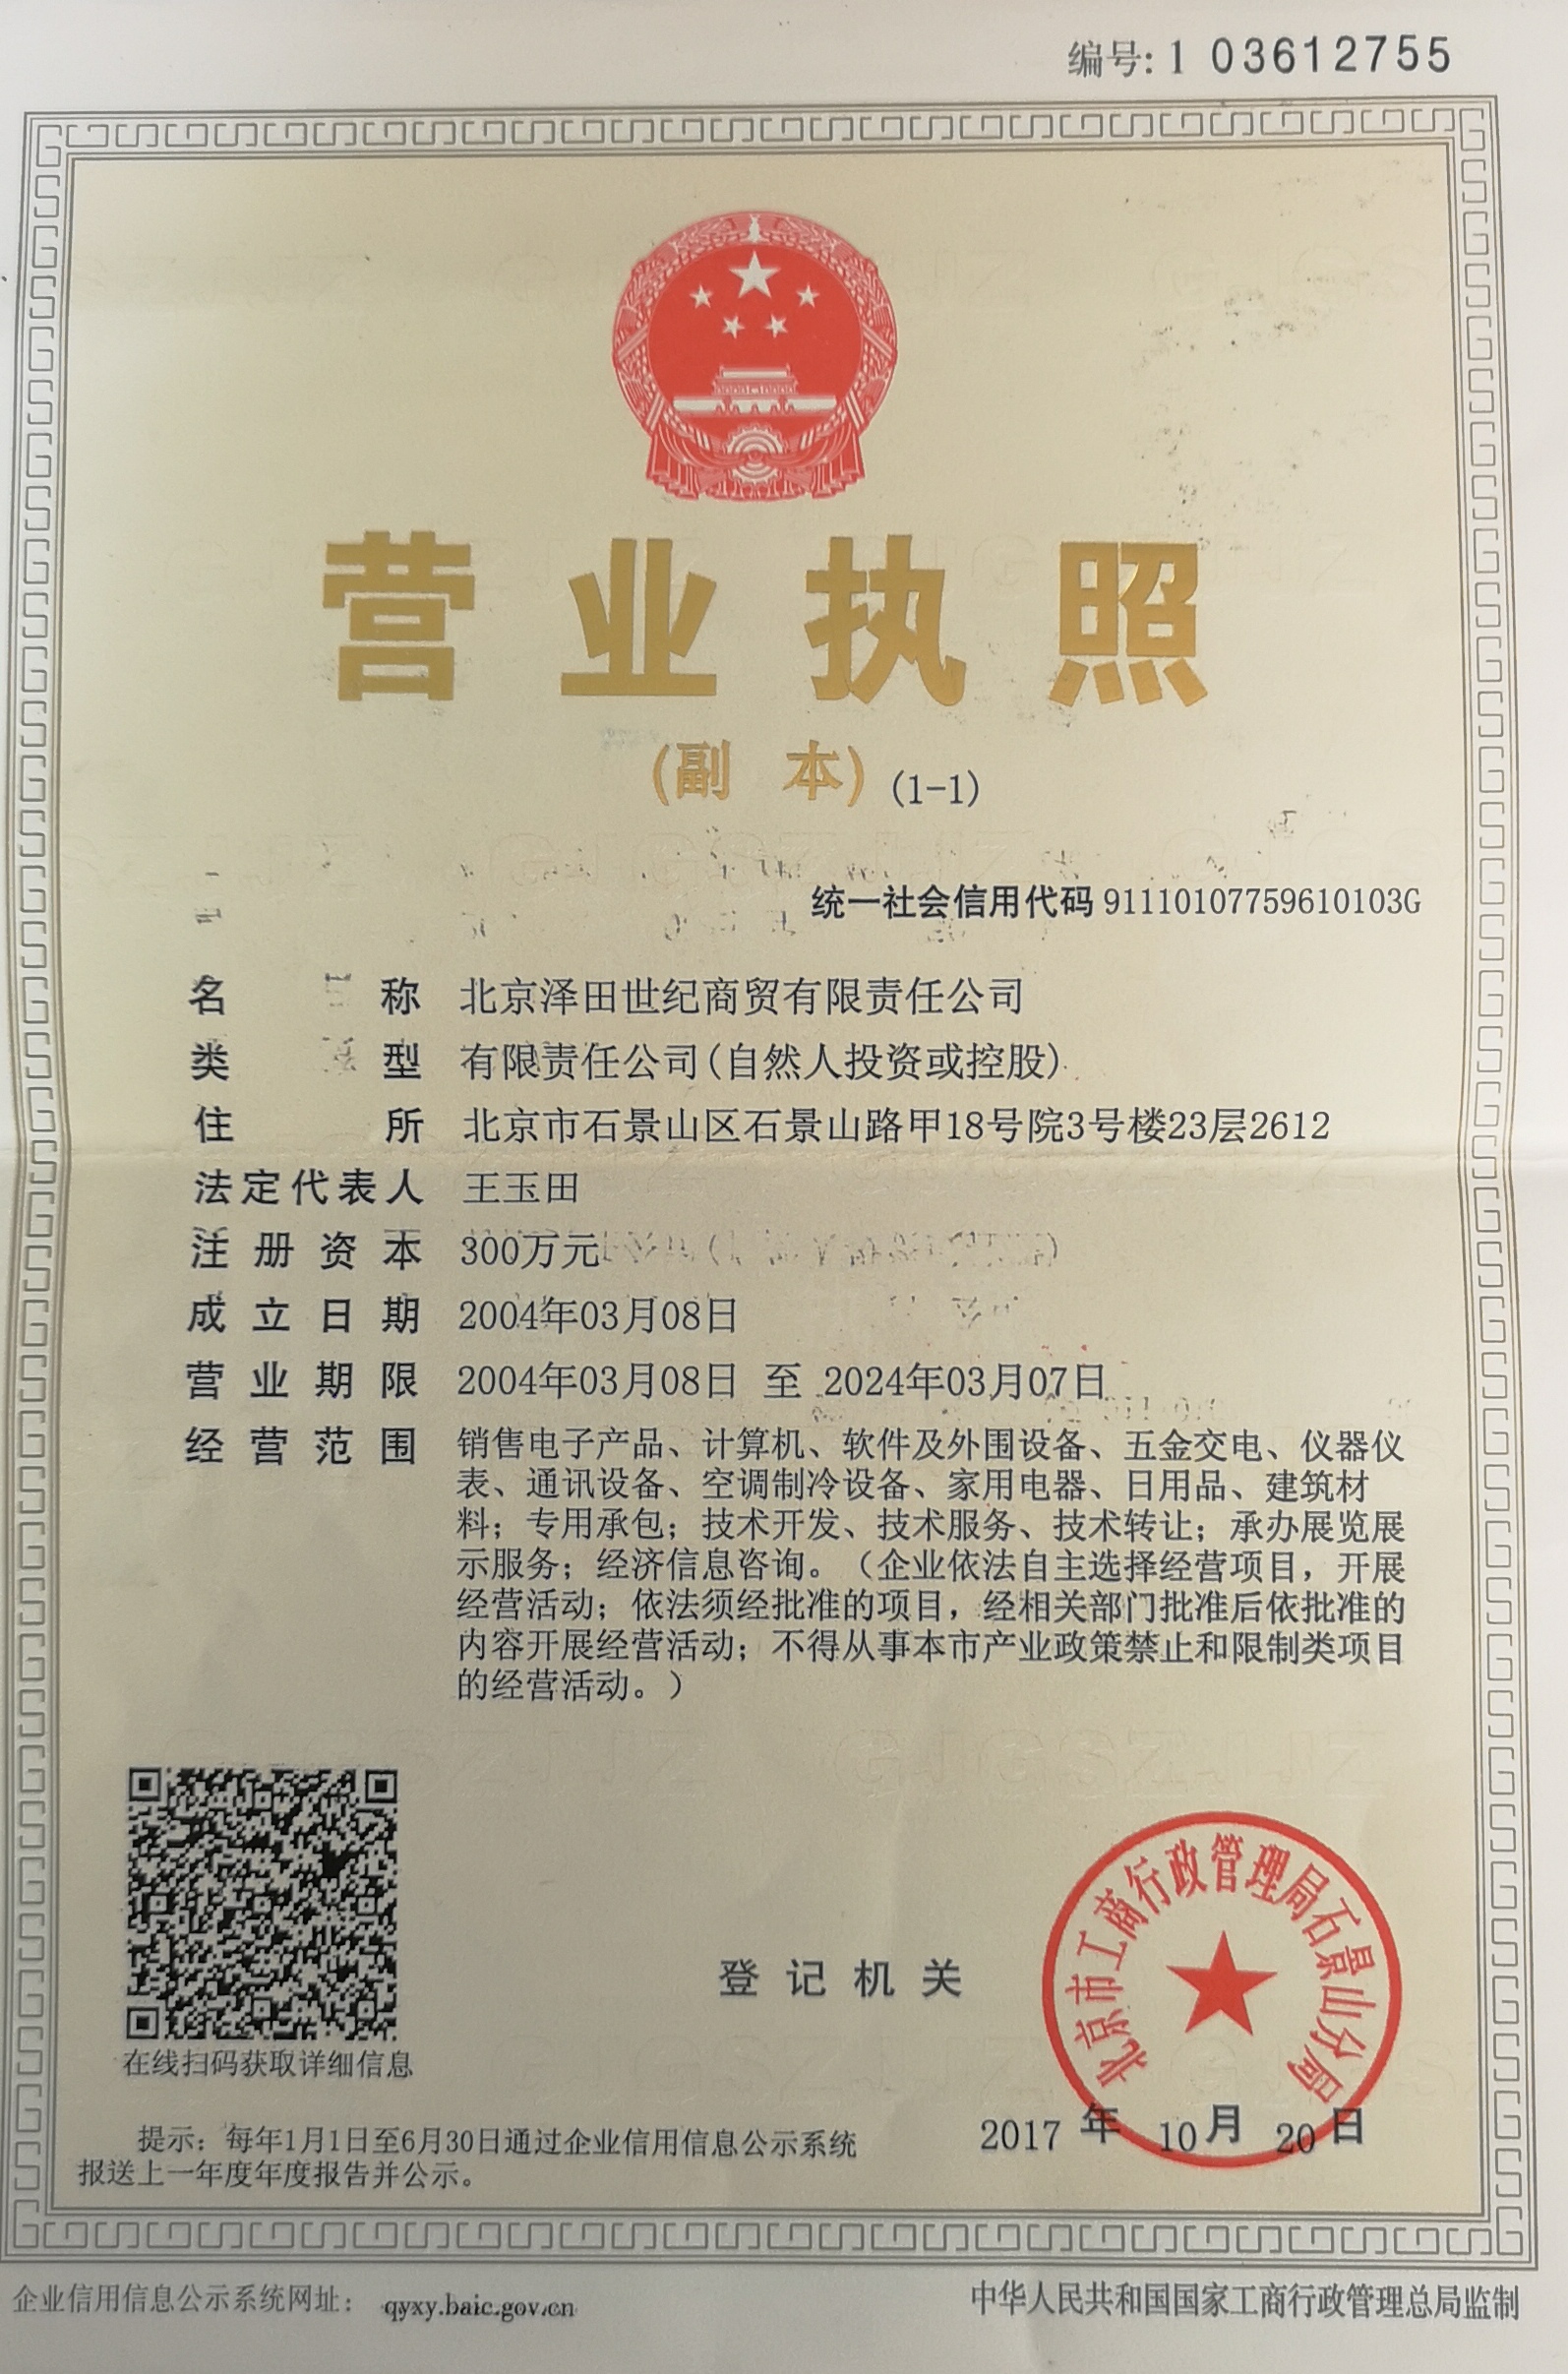 编号: 1 03612755
营业执照
(副 本) (1-1)
统一社会信用代码 91110107759610103G
名 称 北京泽田世纪商贸有限责任公司
类 型 有限责任公司(自然人投资或控股)
住 所 北京市石景山区石景山路甲18号院3号楼23层2612
法定代表人 王玉田
注册资本 300万元
成立日期 2004年03月08日
营业期限 2004年03月08日 至 2024年03月07日
经营范围 销售电子产品、计算机、软件及外围设备、五金交电、仪器仪
表、通讯设备、空调制冷设备、家用电器、日用品、建筑材
料；专用承包；技术开发、技术服务、技术转让；承办展览展
示服务；经济信息咨询。（企业依法自主选择经营项目，开展
经营活动；依法须经批准的项目，经相关部门批准后依批准的
内容开展经营活动；不得从事本市产业政策禁止和限制类项目
的经营活动。）
在线扫码获取详细信息
登记机关
北京市工商行政管理局石景山分局
2017 年 10 月 20 日
提示：每年1月1日至6月30日通过企业信用信息公示系统
报送上一年度年度报告并公示。
企业信用信息公示系统网址： qyxy.baic.gov.cn
中华人民共和国国家工商行政管理总局监制